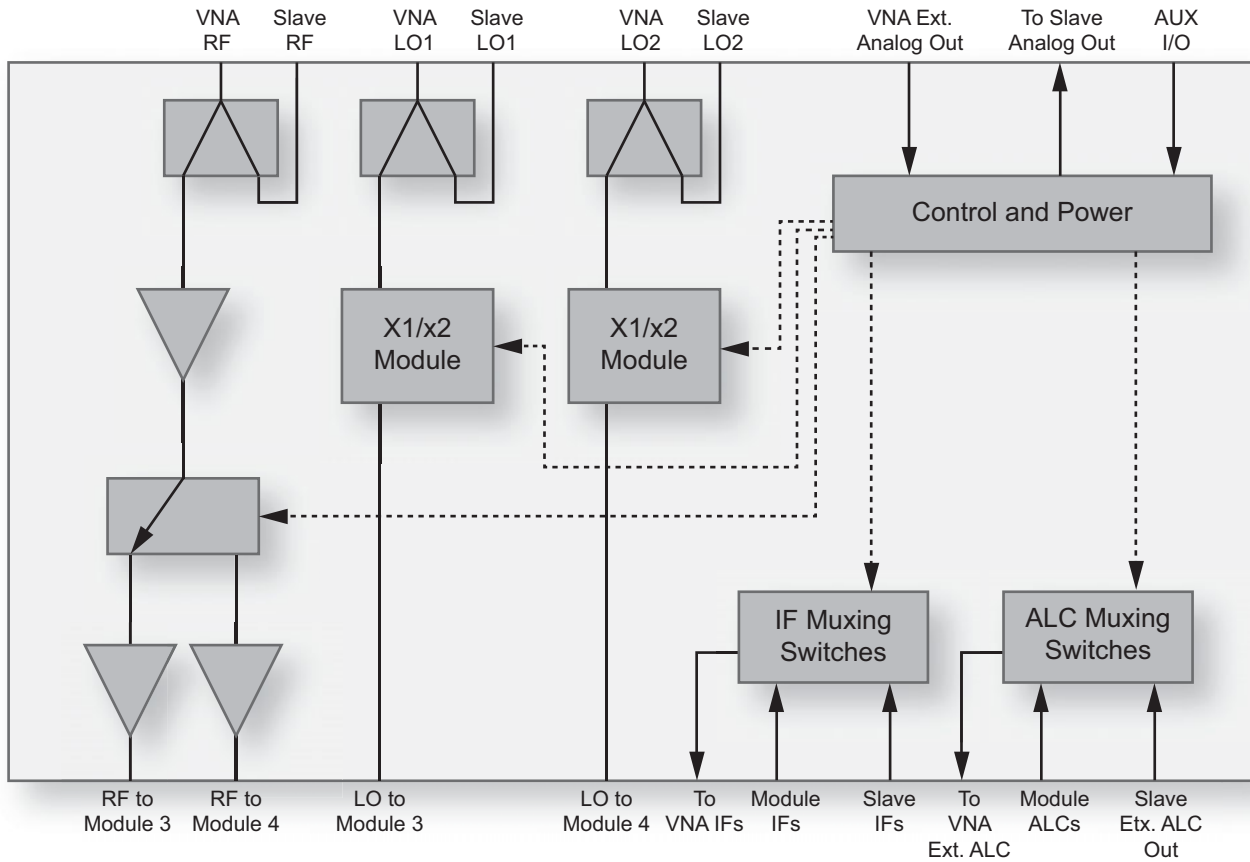 VNA
RF
Slave
RF
VNA
LO1
Slave
LO1
VNA
LO2
Slave
LO2
VNA Ext.
Analog Out
To Slave
Analog Out
AUX
I/O
Control and Power
X1/x2
Module
X1/x2
Module
IF Muxing
Switches
ALC Muxing
Switches
RF to
Module 3
RF to
Module 4
LO to
Module 3
LO to
Module 4
To
VNA IFs
Module
IFs
Slave
IFs
To
VNA
Ext. ALC
Module
ALCs
Slave
Etx. ALC
Out